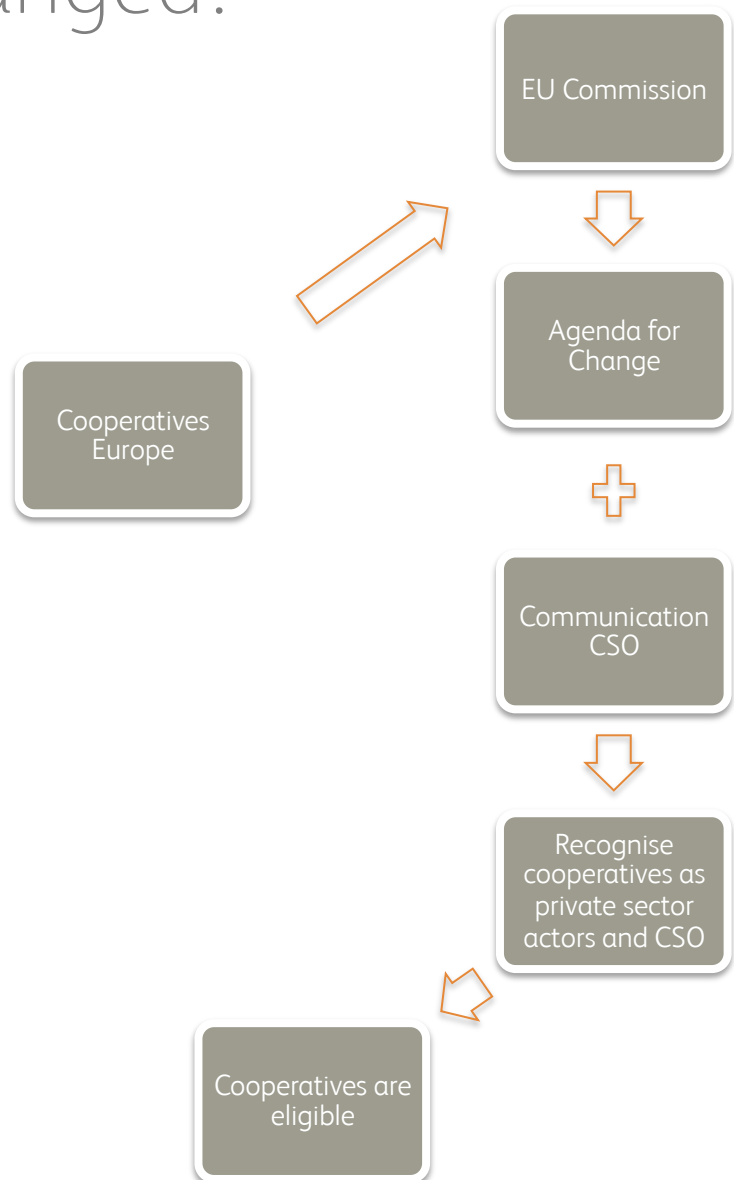 EU Commission
Agenda for
Change
Cooperatives
Europe
Communication
CSO
Recognise
cooperatives as
private sector
actors and CSO
Cooperatives are
eligible